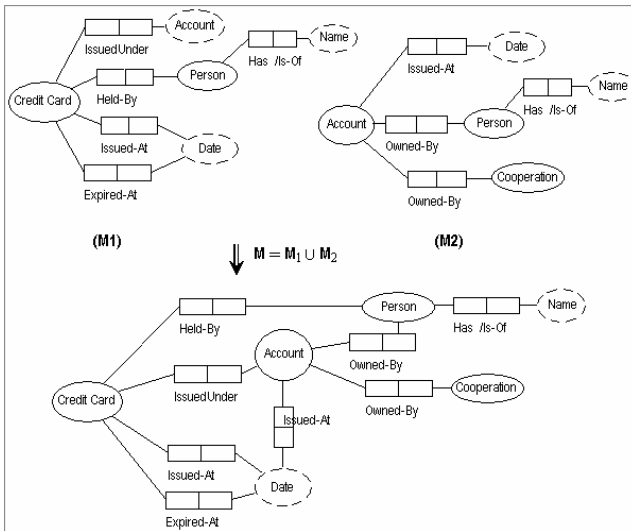 Account
IssuedUnder
Name
Person
Has /Is-Of
Credit Card
Held-By
Issued-At
Date
Expired-At
(M1)
Date
Issued-At
Name
Account
Person
Has /Is-Of
Owned-By
Cooperation
Owned-By
(M2)
M = M1 ∪ M2
Person
Name
Held-By
Has /Is-Of
Account
Owned-By
Credit Card
IssuedUnder
Cooperation
Owned-By
Issued-At
Issued-At
Date
Expired-At